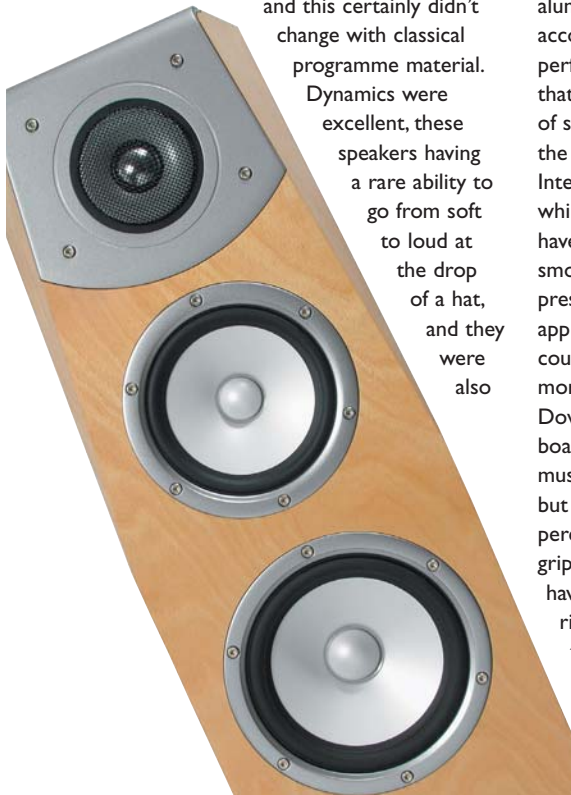 and this certainly didn't
change with classical
programme material.
Dynamics were
excellent, these
speakers having
a rare ability to
go from soft
to loud at
the drop
of a hat,
and they
were
also
alum
acco
perf
that
of s
the
Inte
whi
have
smo
pres
app
cou
mor
Dov
boa
mus
but
perc
grip
hav
ri